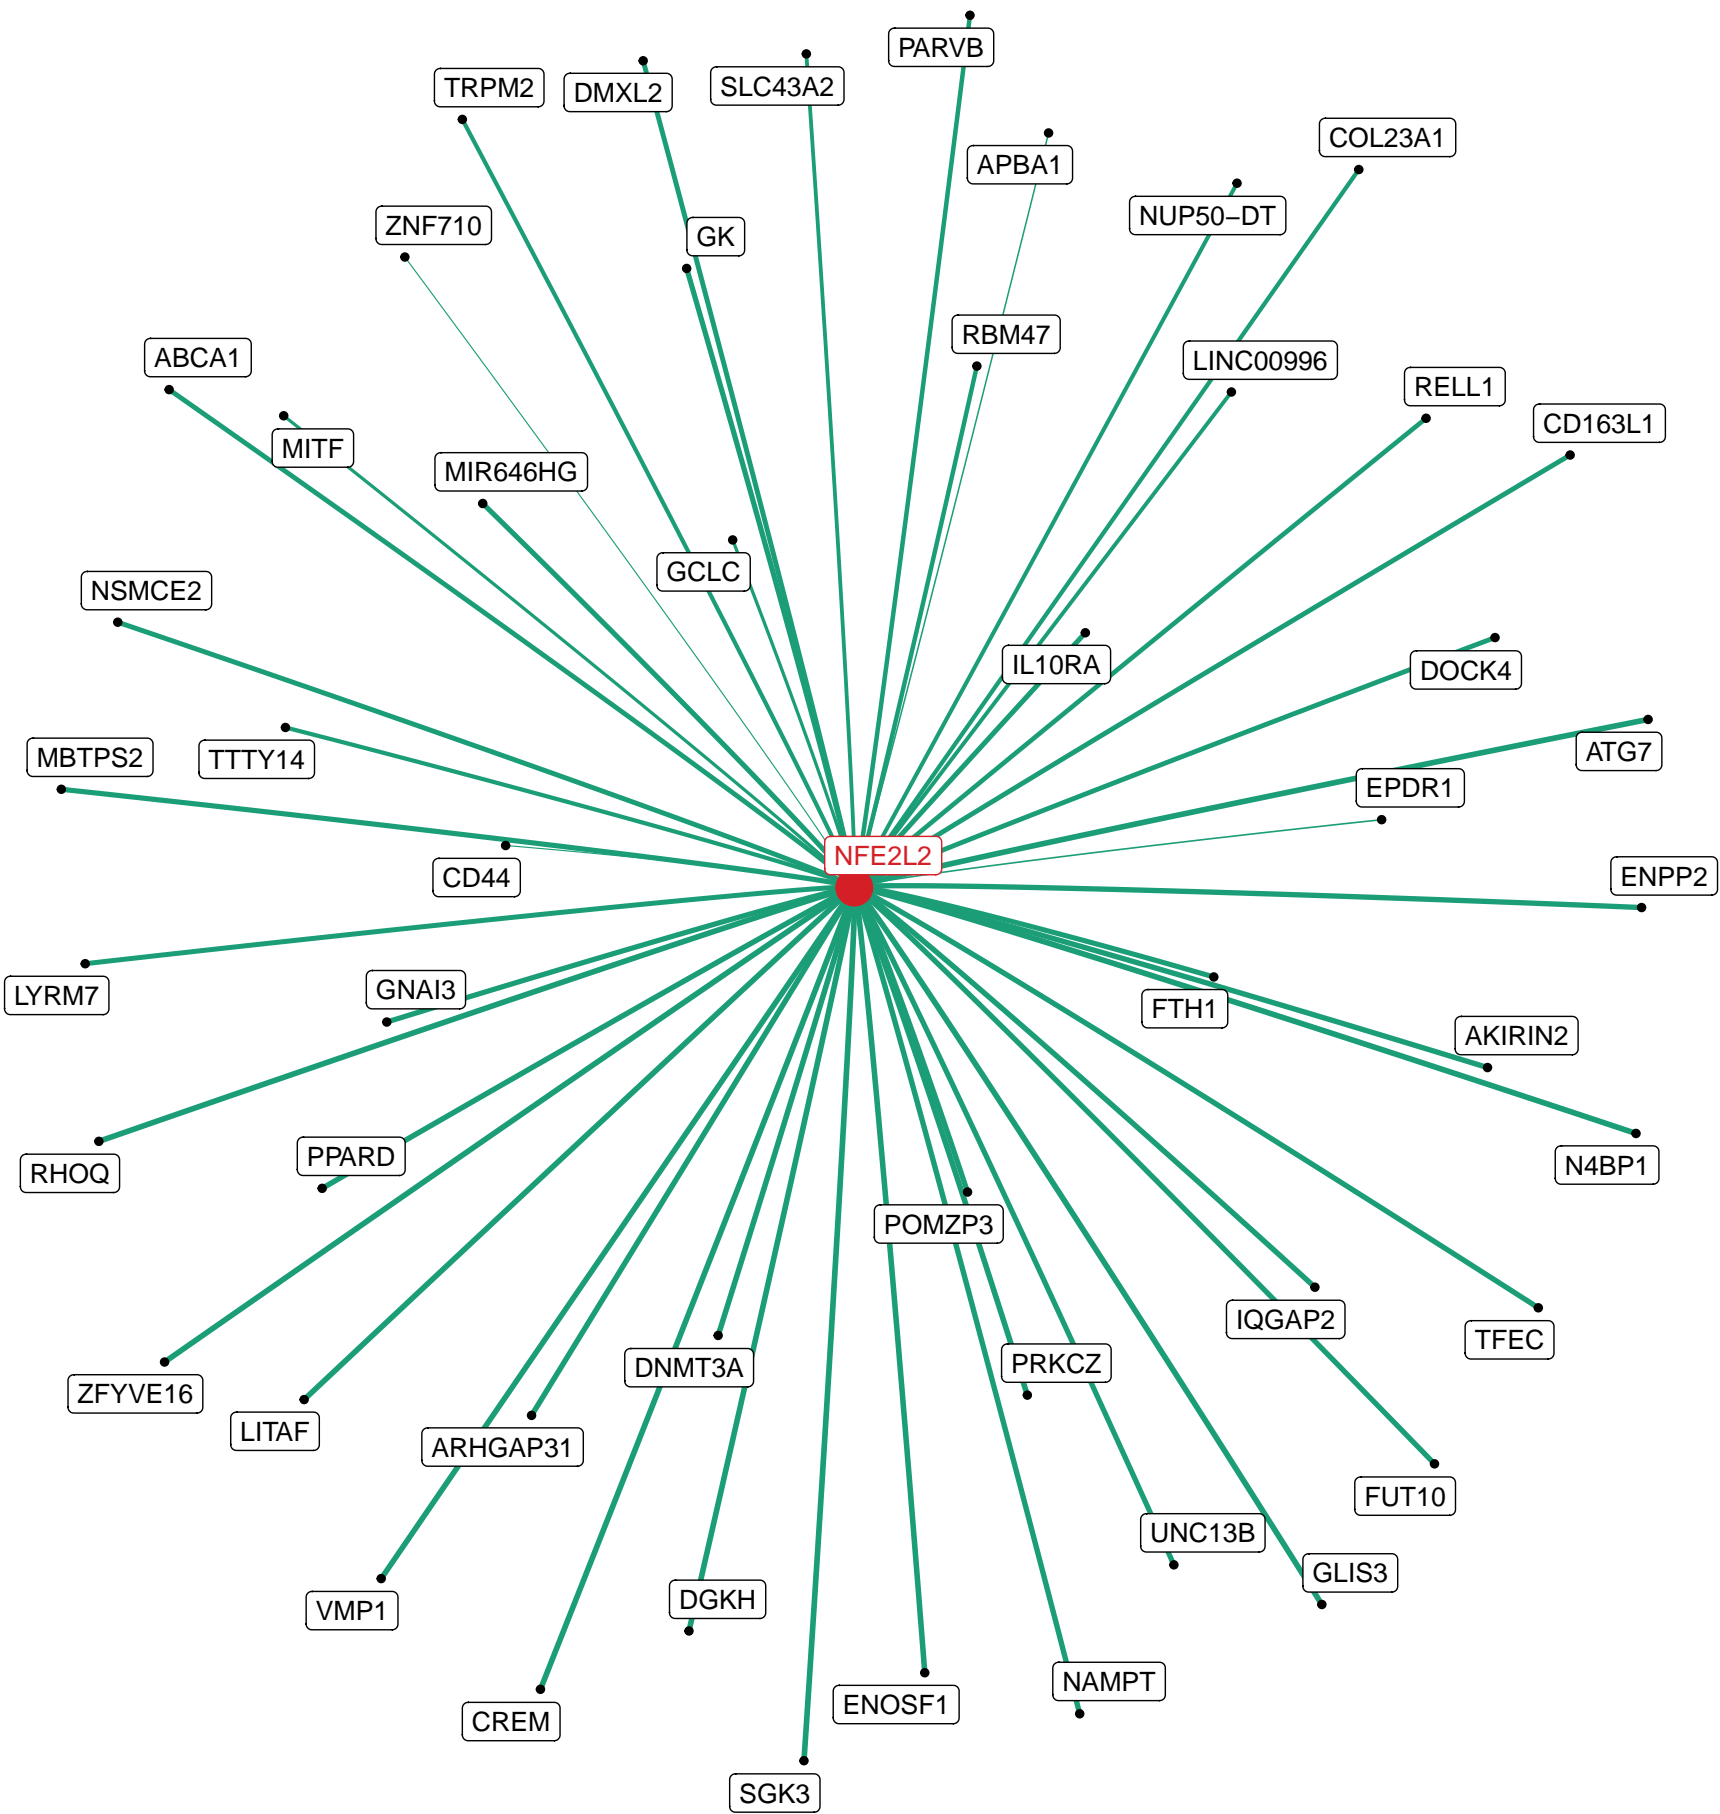 PARVB
TRPM2
DMXL2
SLC43A2
COL23A1
APBA1
NUP50−DT
ZNF710
GK
RBM47
ABCA1
LINC00996
RELL1
CD163L1
MITF
MIR646HG
GCLC
NSMCE2
IL10RA
DOCK4
MBTPS2
TTTY14
ATG7
EPDR1
NFE2L2
CD44
ENPP2
LYRM7
GNAI3
FTH1
AKIRIN2
RHOQ
PPARD
N4BP1
POMZP3
IQGAP2
TFEC
ZFYVE16
DNMT3A
PRKCZ
LITAF
ARHGAP31
FUT10
UNC13B
GLIS3
VMP1
DGKH
NAMPT
CREM
ENOSF1
SGK3